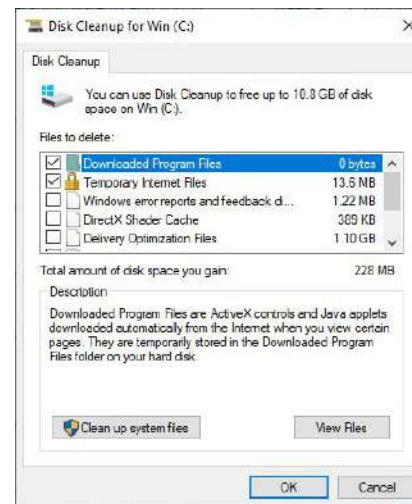 Disk Cleanup for Win (C:)
Disk Cleanup
You can use Disk Cleanup to free up to 10.8 GB of disk
space on Win (C:).
Files to delete:
Downloaded Program Files 0 bytes
Temporary Internet Files 13.6 MB
Windows error reports and feedback d... 1.22 MB
DirectX Shader Cache 389 KB
Delivery Optimization Files 1.10 GB
Total amount of disk space you gain: 228 MB
Description
Downloaded Program Files are ActiveX controls and Java applets
downloaded automatically from the Internet when you view certain
pages. They are temporarily stored in the Downloaded Program
Files folder on your hard disk.
Clean up system files View Files
OK Cancel